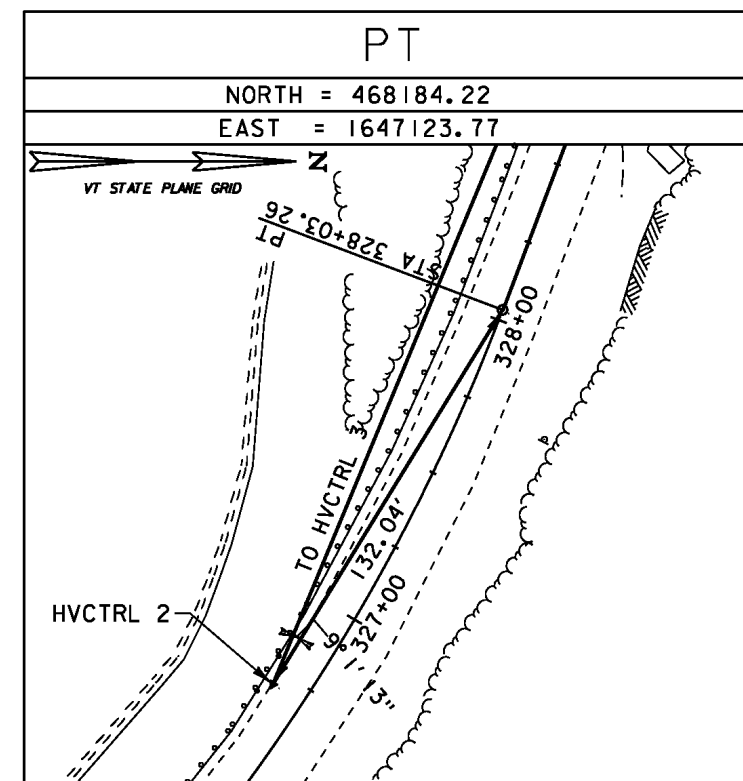 PT
NORTH = 468184.22
EAST = 1647123.77
N
VT STATE PLANE GRID
PT
STA 328+03.26
328+00
TO HVCTRL 3
132.04'
HVCTRL 2
327+00